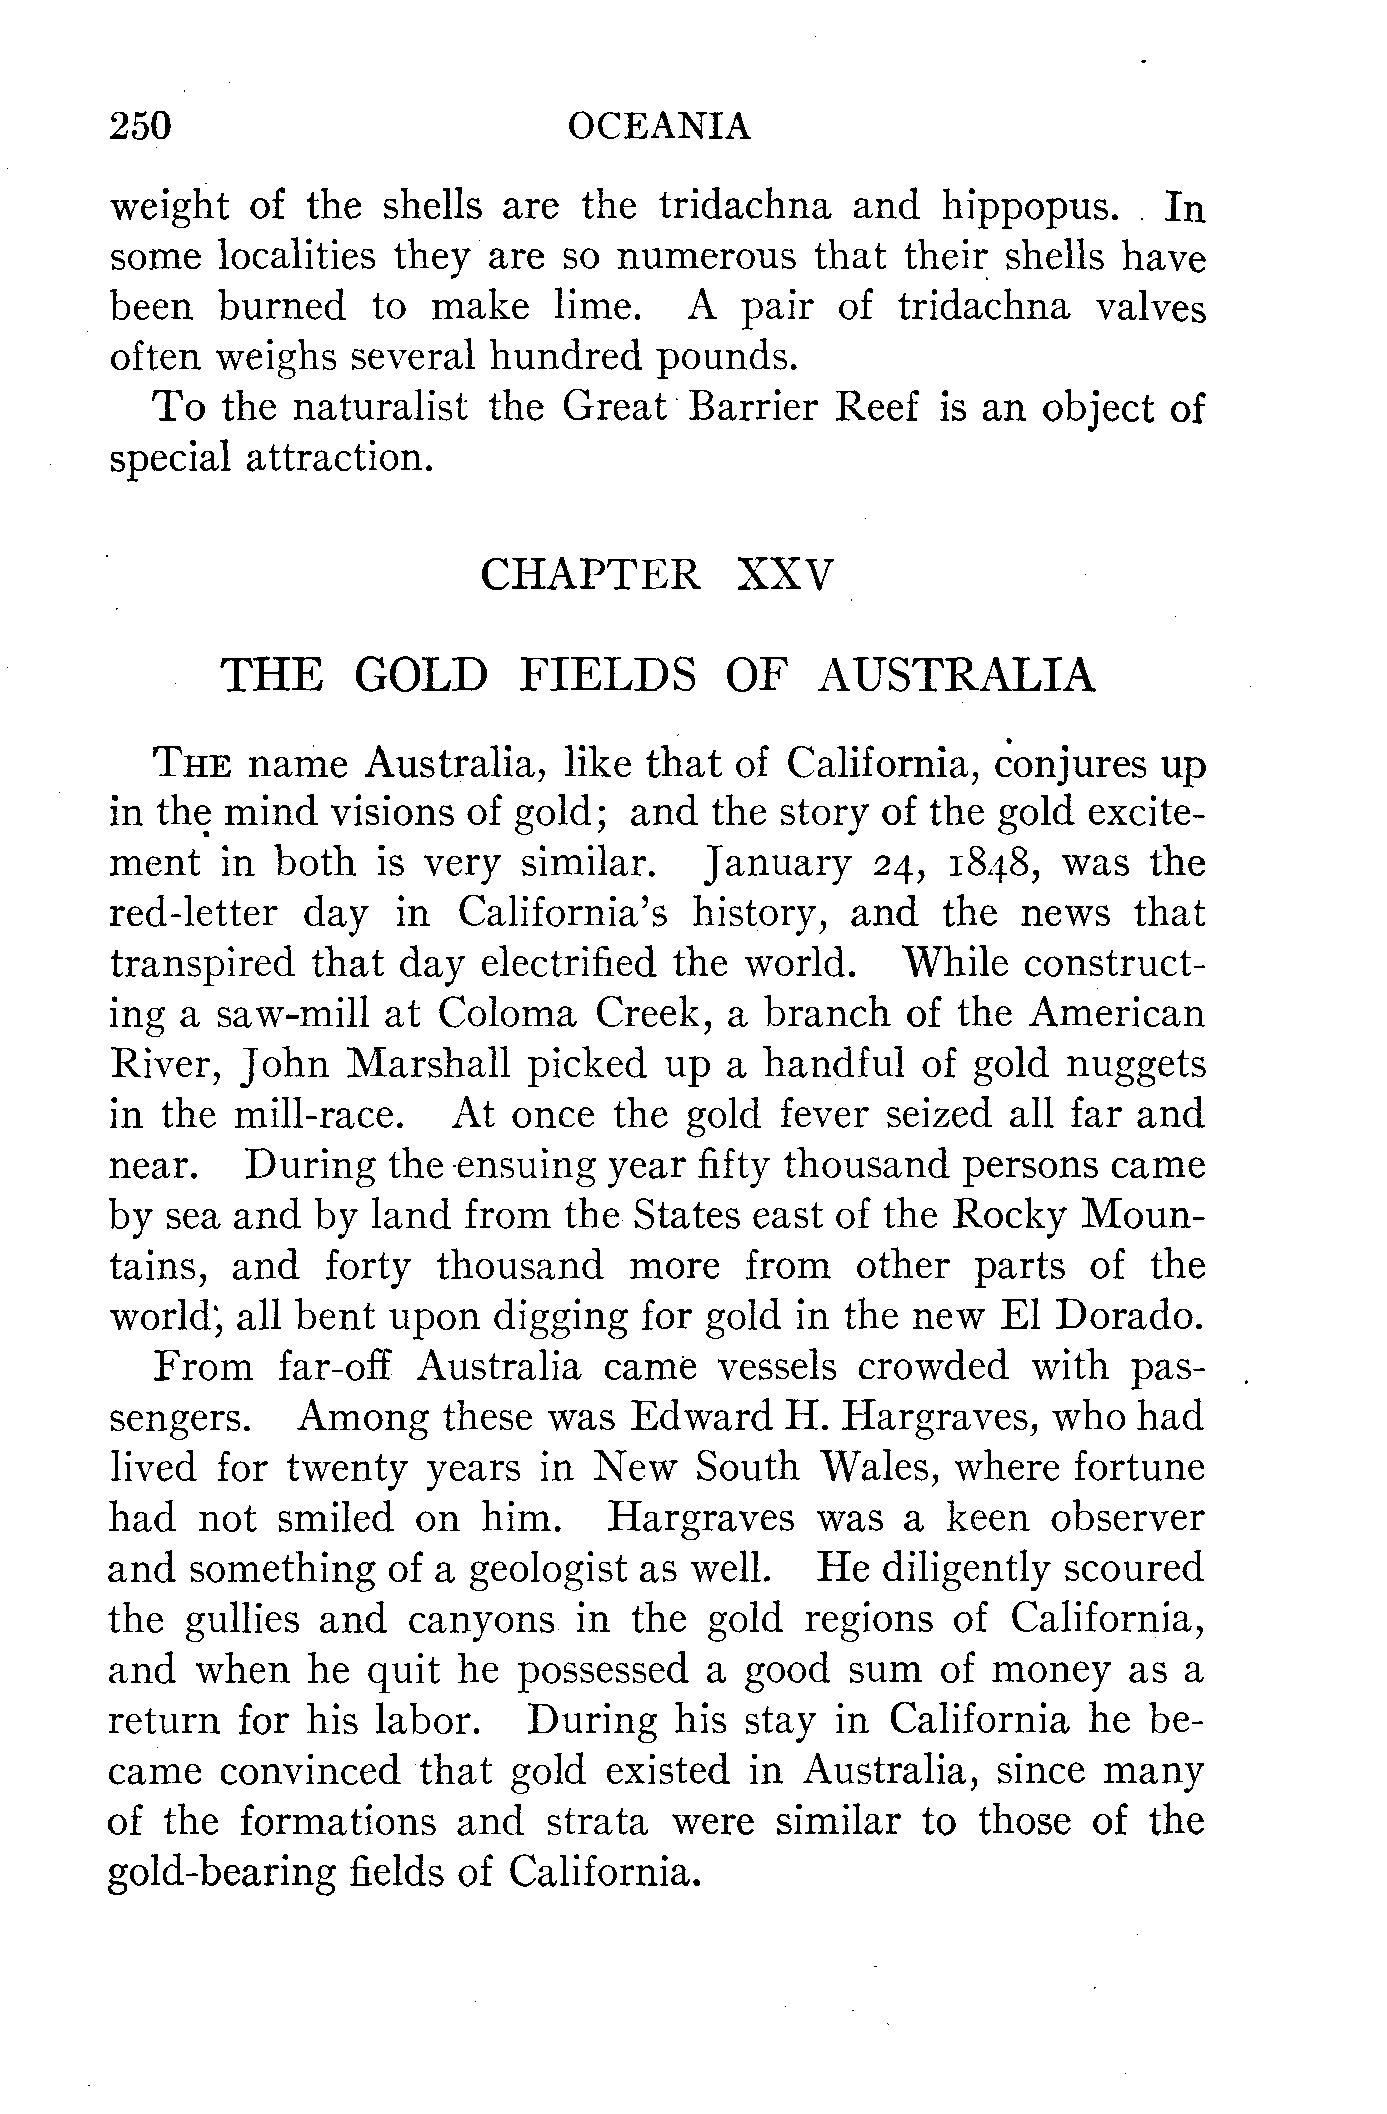 250 OCEANIA
weight of the shells are the tridachna and hippopus. In
some localities they are so numerous that their shells have
been burned to make lime. A pair of tridachna valves
often weighs several hundred pounds.
To the naturalist the Great Barrier Reef is an object of
special attraction.
CHAPTER XXV
THE GOLD FIELDS OF AUSTRALIA
THE name Australia, like that of California, conjures up
in the mind visions of gold; and the story of the gold excite-
ment in both is very similar. January 24, 1848, was the
red-letter day in California's history, and the news that
transpired that day electrified the world. While construct-
ing a saw-mill at Coloma Creek, a branch of the American
River, John Marshall picked up a handful of gold nuggets
in the mill-race. At once the gold fever seized all far and
near. During the ensuing year fifty thousand persons came
by sea and by land from the States east of the Rocky Moun-
tains, and forty thousand more from other parts of the
world; all bent upon digging for gold in the new El Dorado.
From far-off Australia came vessels crowded with pas-
sengers. Among these was Edward H. Hargraves, who had
lived for twenty years in New South Wales, where fortune
had not smiled on him. Hargraves was a keen observer
and something of a geologist as well. He diligently scoured
the gullies and canyons in the gold regions of California,
and when he quit he possessed a good sum of money as a
return for his labor. During his stay in California he be-
came convinced that gold existed in Australia, since many
of the formations and strata were similar to those of the
gold-bearing fields of California.